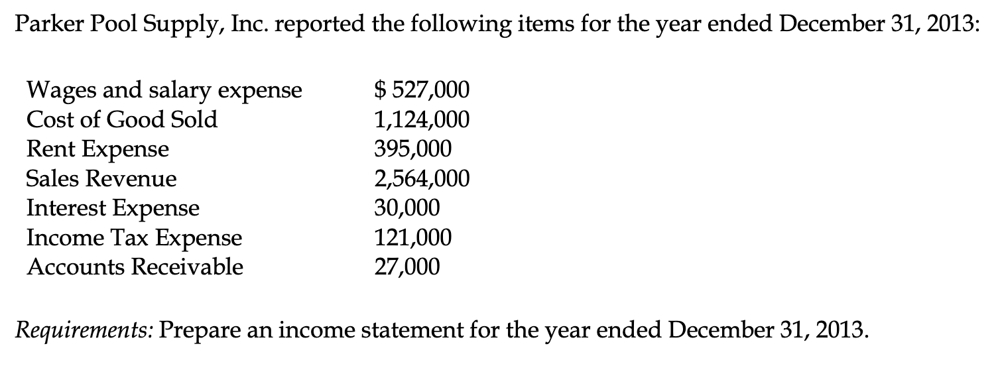 Parker Pool Supply, Inc. reported the following items for the year ended December 31, 2013:
Wages and salary expense $ 527,000
Cost of Good Sold 1,124,000
Rent Expense 395,000
Sales Revenue 2,564,000
Interest Expense 30,000
Income Tax Expense 121,000
Accounts Receivable 27,000
Requirements: Prepare an income statement for the year ended December 31, 2013.